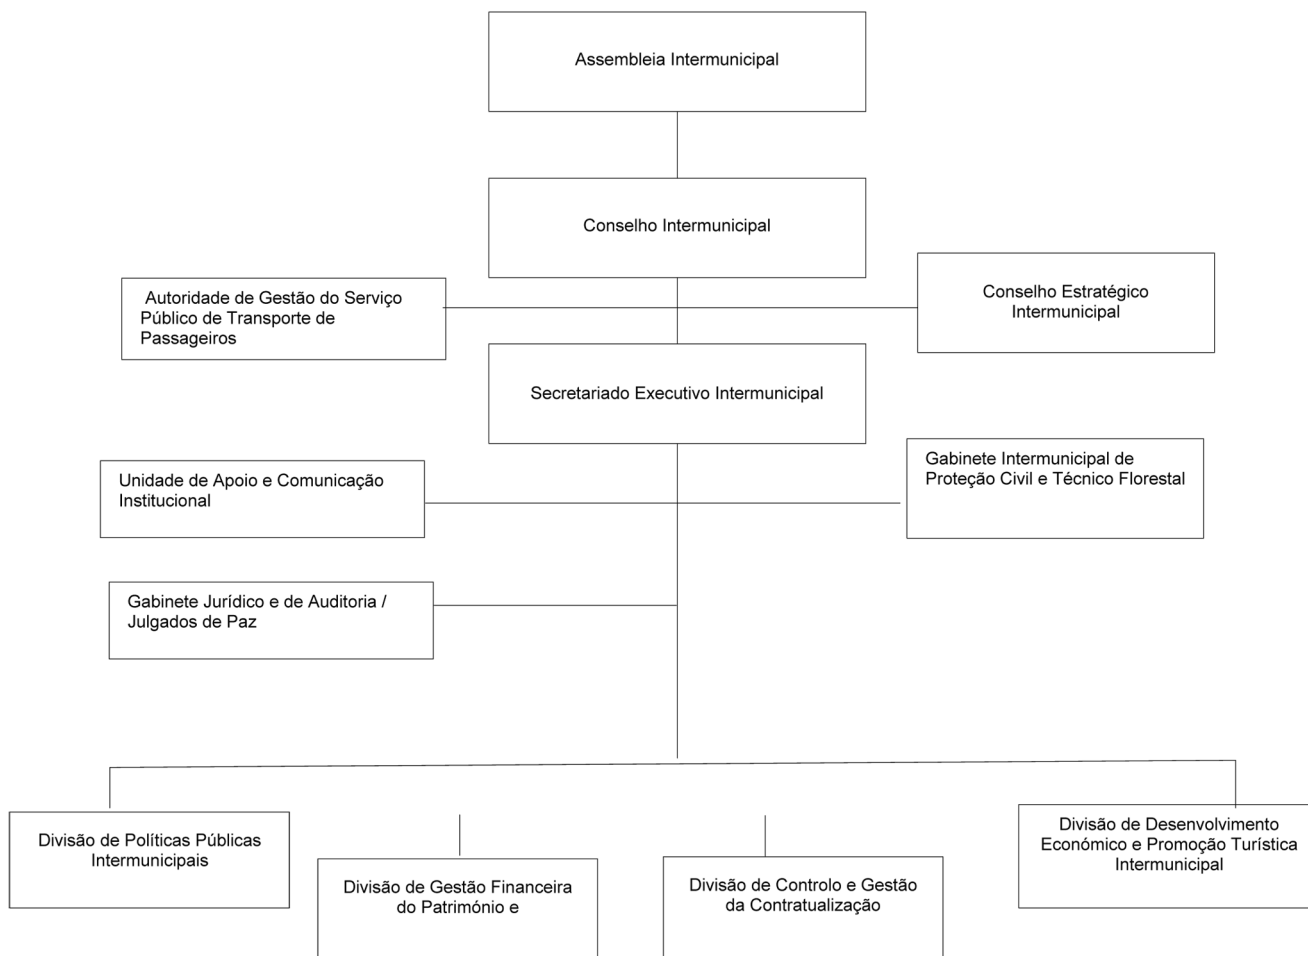 Assembleia Intermunicipal
Conselho Intermunicipal
Autoridade de Gestão do Serviço
Público de Transporte de
Passageiros
Conselho Estratégico
Intermunicipal
Secretariado Executivo Intermunicipal
Unidade de Apoio e Comunicação
Institucional
Gabinete Intermunicipal de
Proteção Civil e Técnico Florestal
Gabinete Jurídico e de Auditoria /
Julgados de Paz
Divisão de Políticas Públicas
Intermunicipais
Divisão de Gestão Financeira
do Património e
Divisão de Controlo e Gestão
da Contratualização
Divisão de Desenvolvimento
Económico e Promoção Turística
Intermunicipal